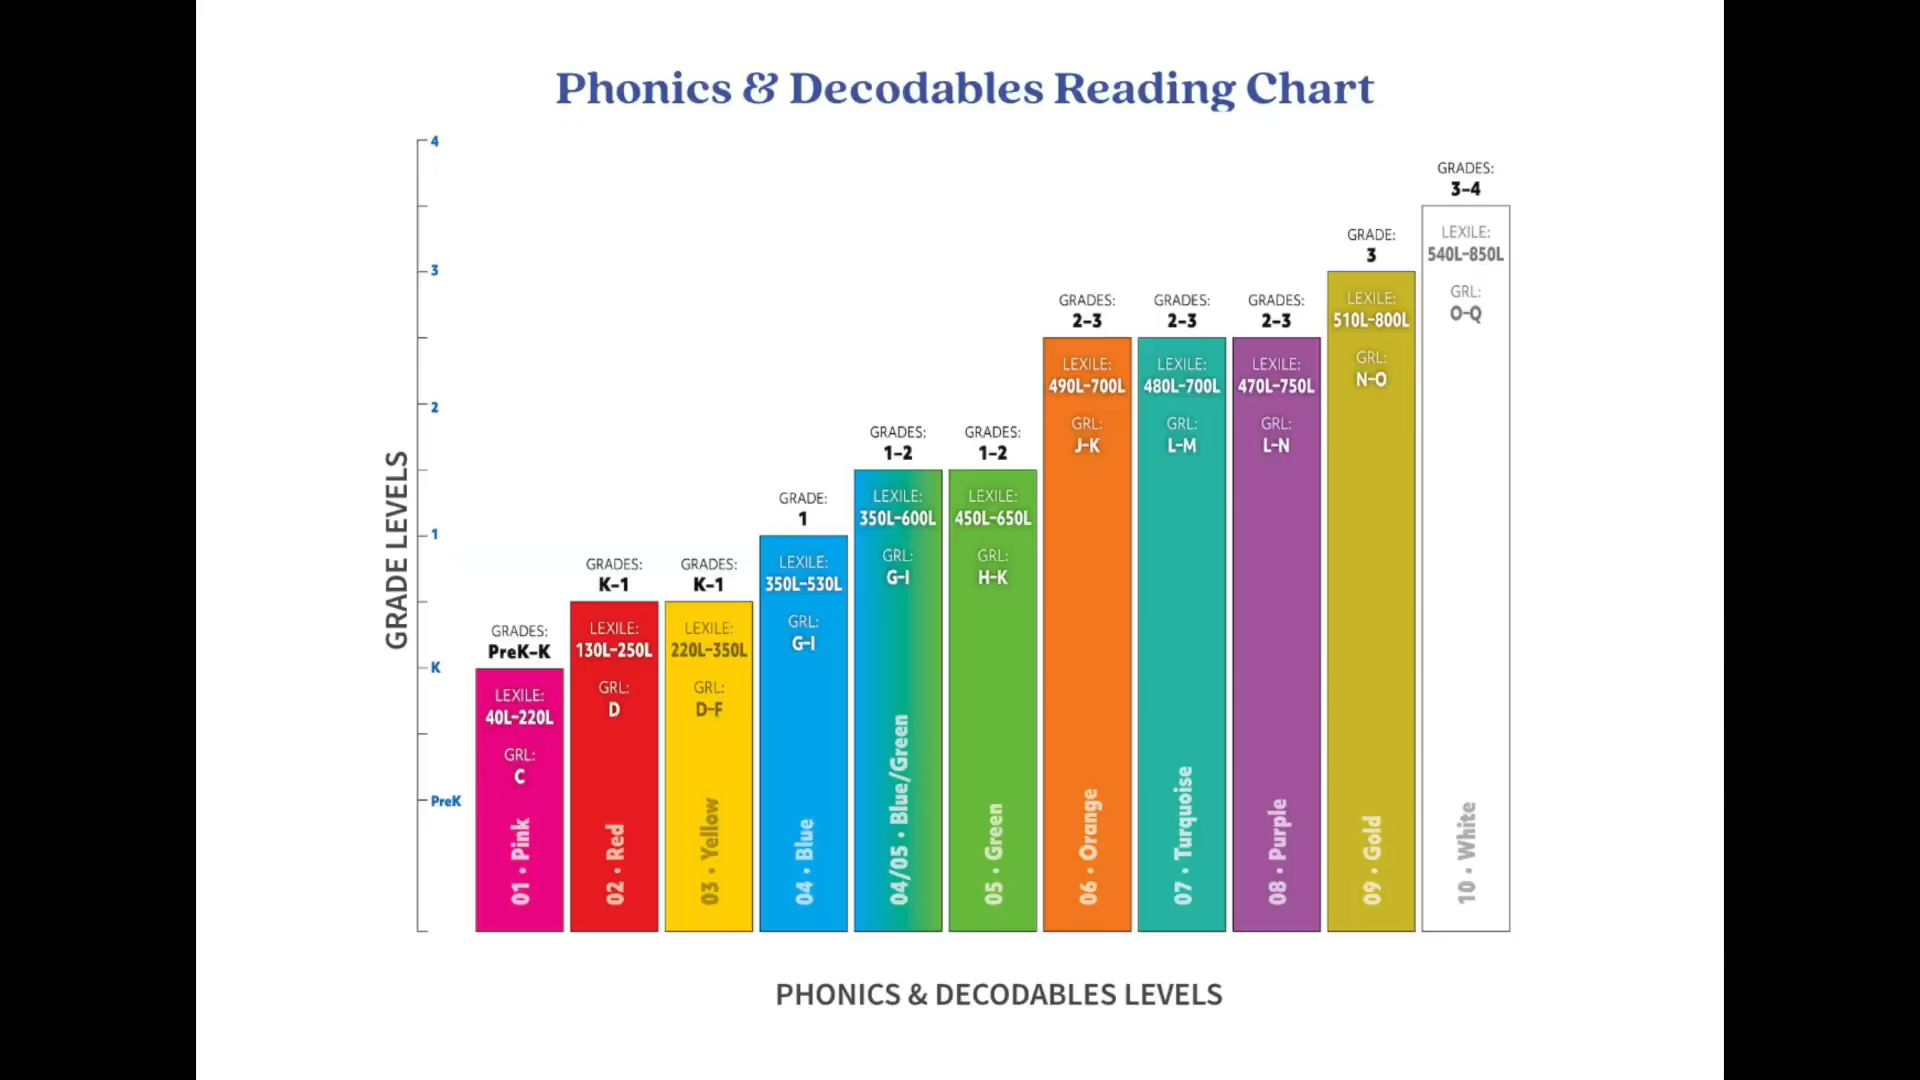 Phonics & Decodables Reading Chart
GRADE LEVELS
4
3
2
1
K
PreK
GRADES:
PreK–K
LEXILE:
40L–220L
GRL:
C
01 • Pink
GRADES:
K–1
LEXILE:
130L–250L
GRL:
D
02 • Red
GRADES:
K–1
LEXILE:
220L–350L
GRL:
D–F
03 • Yellow
GRADE:
1
LEXILE:
350L–530L
GRL:
G–I
04 • Blue
GRADES:
1–2
LEXILE:
350L–600L
GRL:
G–I
04/05 • Blue/Green
GRADES:
1–2
LEXILE:
450L–650L
GRL:
H–K
05 • Green
GRADES:
2–3
LEXILE:
490L–700L
GRL:
J–K
06 • Orange
GRADES:
2–3
LEXILE:
480L–700L
GRL:
L–M
07 • Turquoise
GRADES:
2–3
LEXILE:
470L–750L
GRL:
L–N
08 • Purple
GRADE:
3
LEXILE:
510L–800L
GRL:
N–O
09 • Gold
GRADES:
3–4
LEXILE:
540L–850L
GRL:
O–Q
10 • White
PHONICS & DECODABLES LEVELS